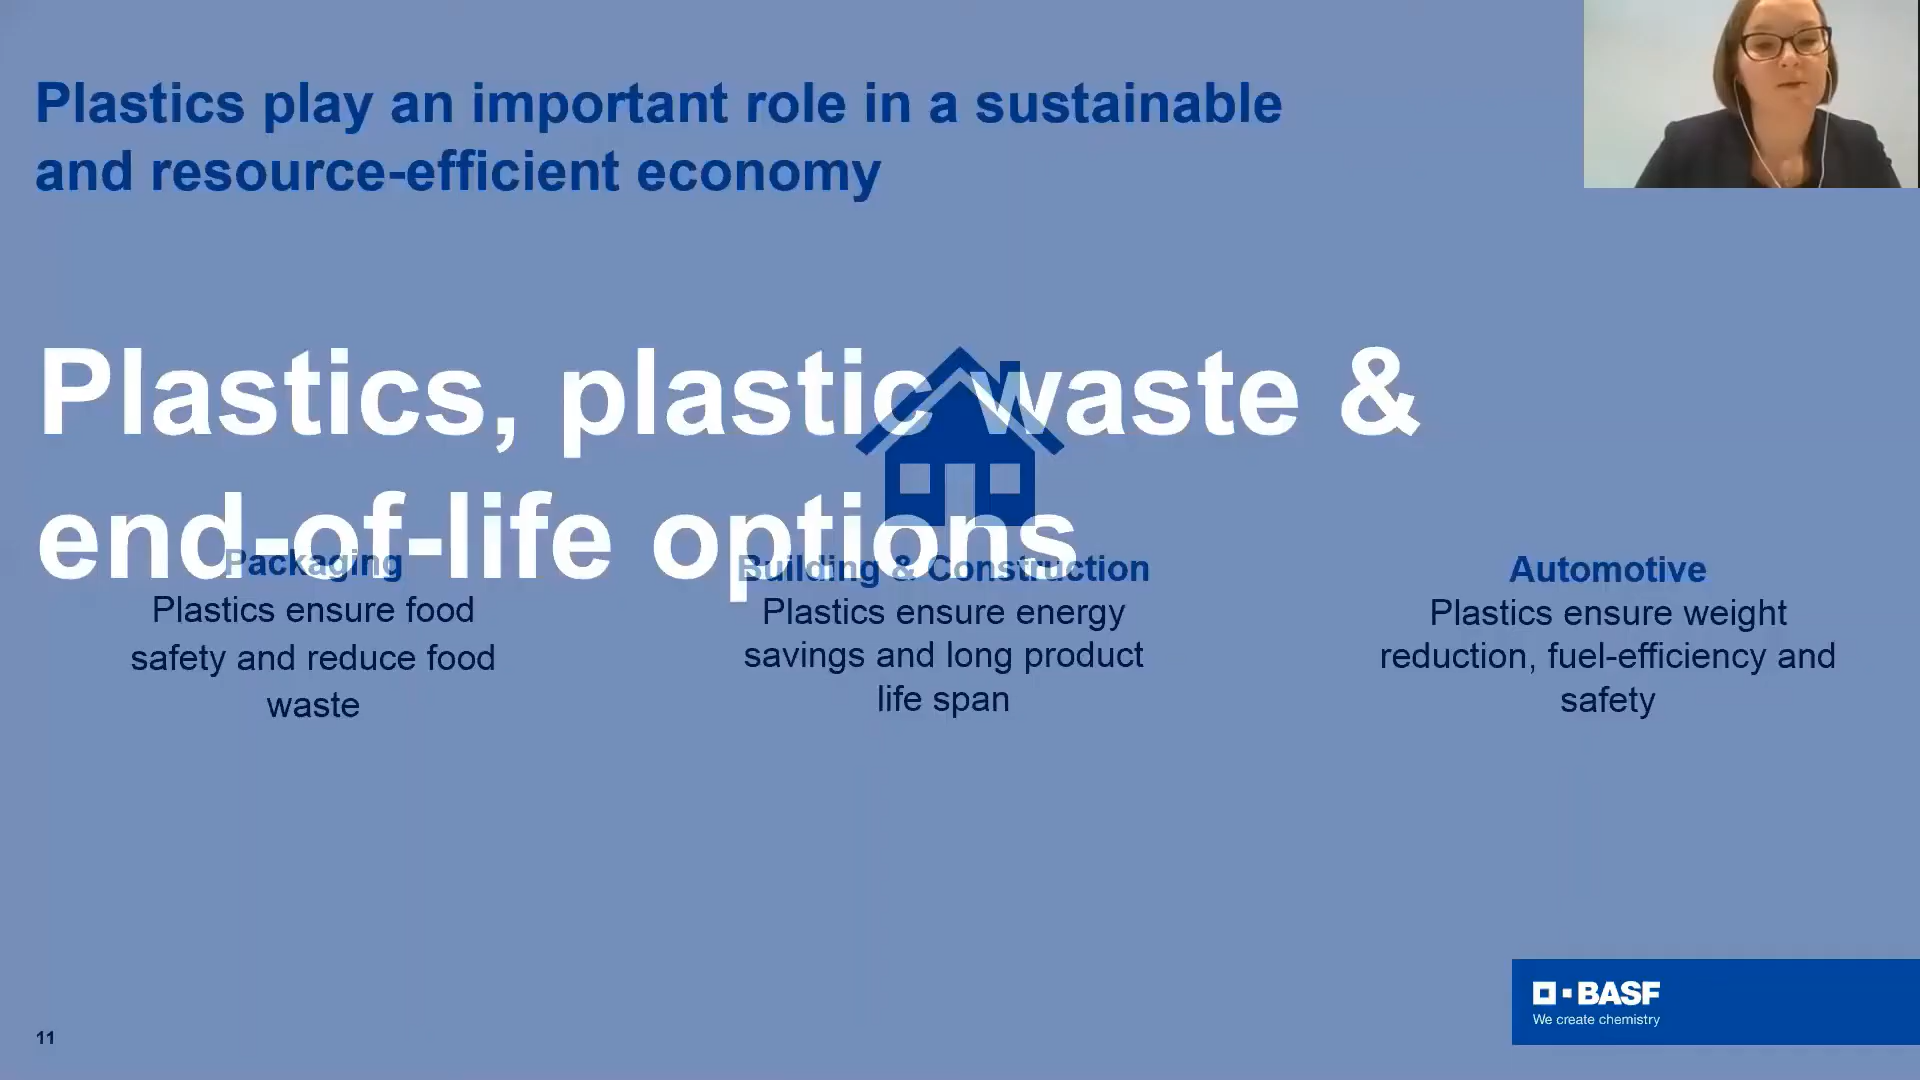 Plastics play an important role in a sustainable
and resource-efficient economy
Plastics, plastic waste &
end-of-life options
Packaging
Plastics ensure food
safety and reduce food
waste
Building & Construction
Plastics ensure energy
savings and long product
life span
Automotive
Plastics ensure weight
reduction, fuel-efficiency and
safety
BASF
We create chemistry
11